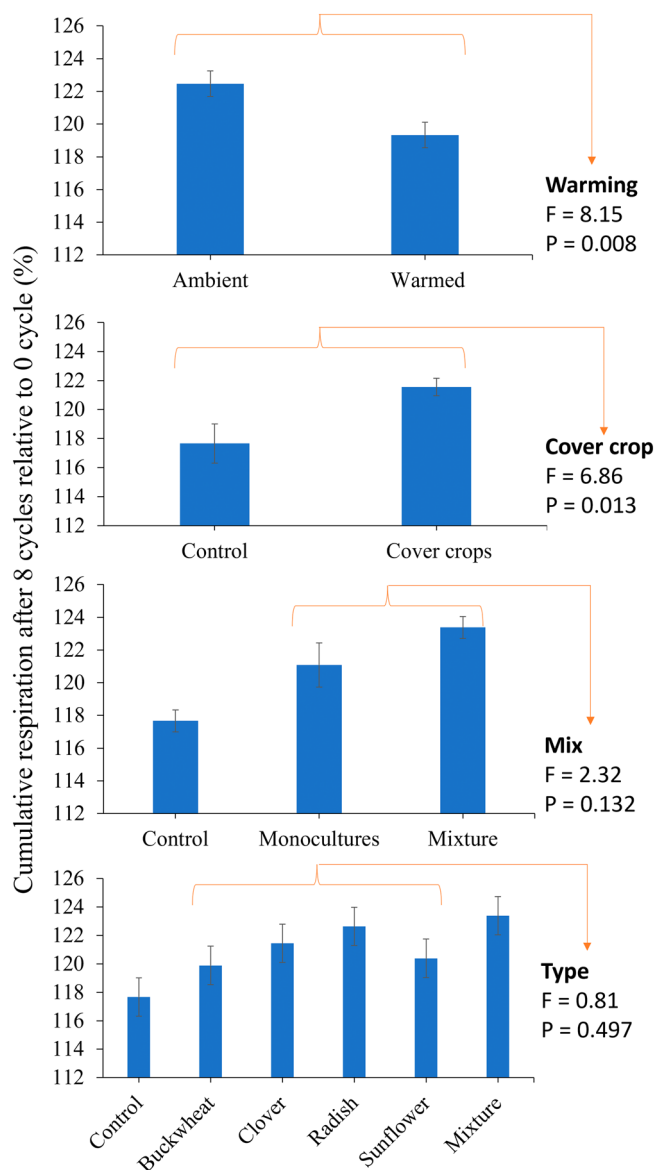 Cumulative respiration after 8 cycles relative to 0 cycle (%)
126
124
122
120
118
116
114
112
Ambient
Warmed
Warming
F = 8.15
P = 0.008
126
124
122
120
118
116
114
112
Control
Cover crops
Cover crop
F = 6.86
P = 0.013
126
124
122
120
118
116
114
112
Control
Monocultures
Mixture
Mix
F = 2.32
P = 0.132
126
124
122
120
118
116
114
112
Control
Buckwheat
Clover
Radish
Sunflower
Mixture
Type
F = 0.81
P = 0.497